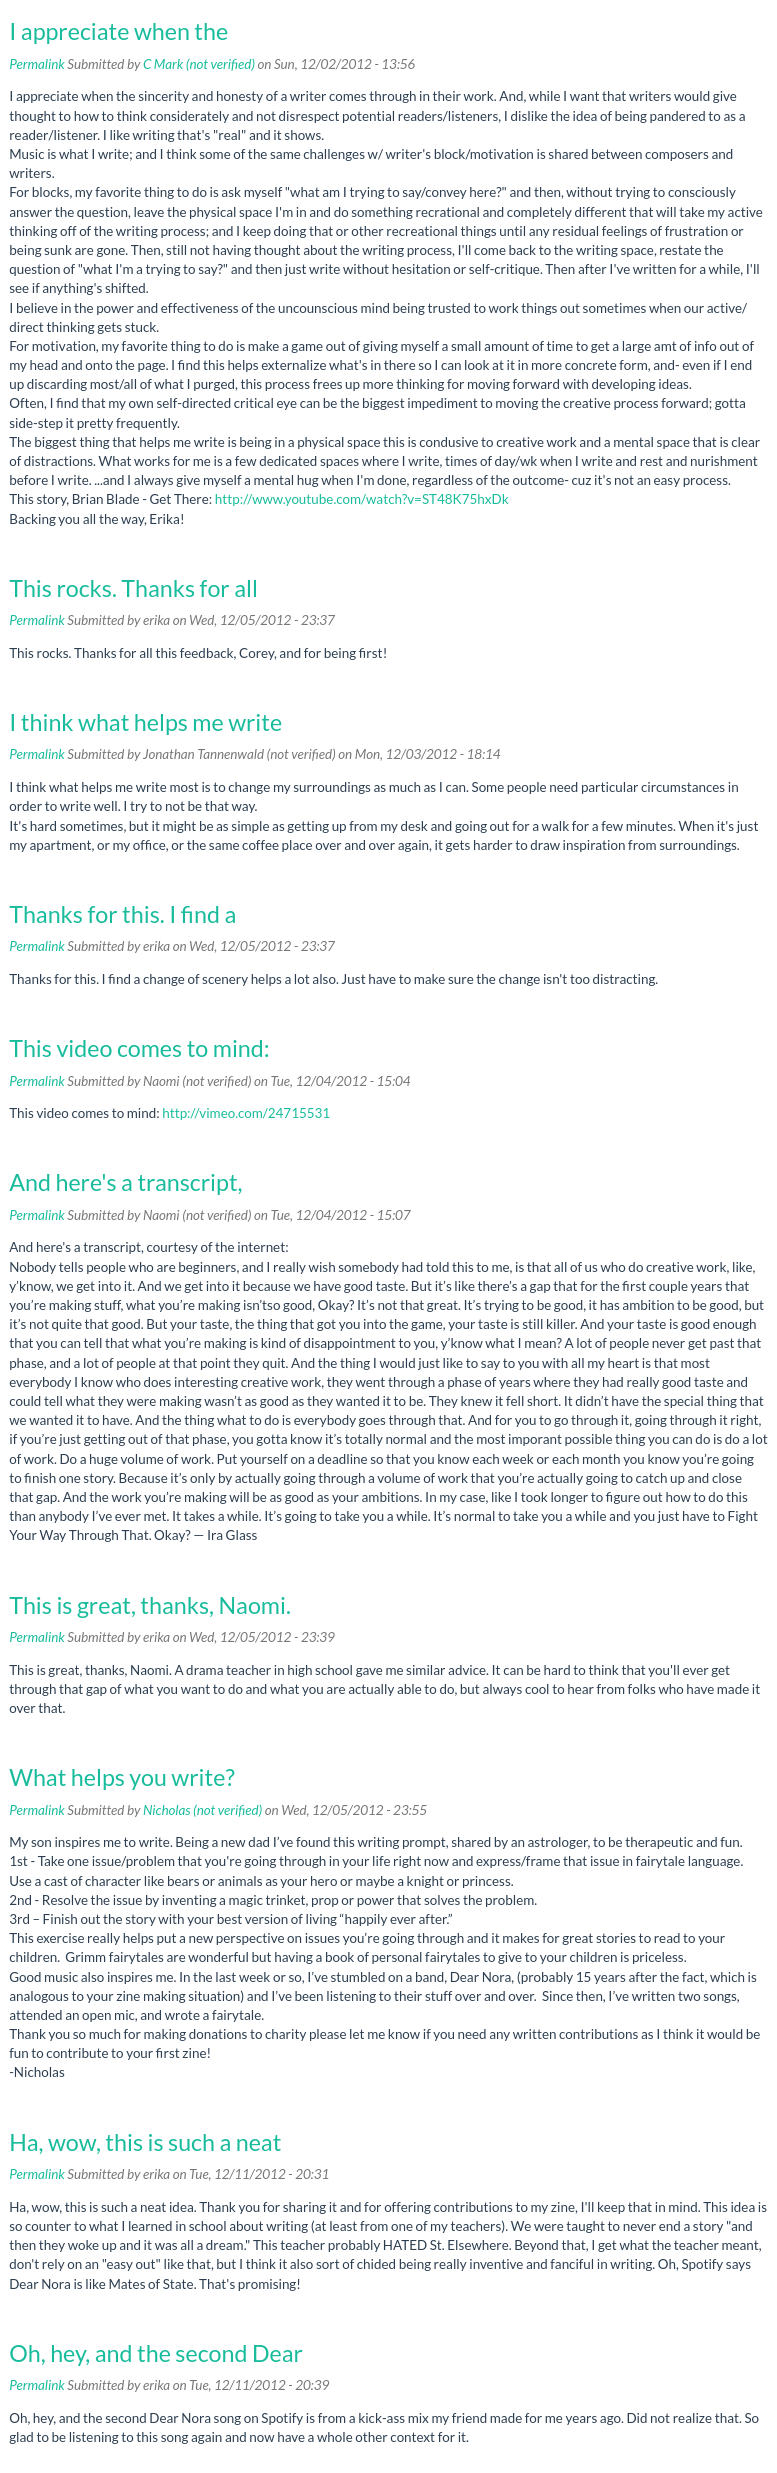 I appreciate when the
Permalink Submitted by C Mark (not verified) on Sun, 12/02/2012 - 13:56
I appreciate when the sincerity and honesty of a writer comes through in their work. And, while I want that writers would give
thought to how to think considerately and not disrespect potential readers/listeners, I dislike the idea of being pandered to as a
reader/listener. I like writing that's "real" and it shows.
Music is what I write; and I think some of the same challenges w/ writer's block/motivation is shared between composers and
writers.
For blocks, my favorite thing to do is ask myself "what am I trying to say/convey here?" and then, without trying to consciously
answer the question, leave the physical space I'm in and do something recrational and completely different that will take my active
thinking off of the writing process; and I keep doing that or other recreational things until any residual feelings of frustration or
being sunk are gone. Then, still not having thought about the writing process, I'll come back to the writing space, restate the
question of "what I'm a trying to say?" and then just write without hesitation or self-critique. Then after I've written for a while, I'll
see if anything's shifted.
I believe in the power and effectiveness of the uncounscious mind being trusted to work things out sometimes when our active/
direct thinking gets stuck.
For motivation, my favorite thing to do is make a game out of giving myself a small amount of time to get a large amt of info out of
my head and onto the page. I find this helps externalize what's in there so I can look at it in more concrete form, and- even if I end
up discarding most/all of what I purged, this process frees up more thinking for moving forward with developing ideas.
Often, I find that my own self-directed critical eye can be the biggest impediment to moving the creative process forward; gotta
side-step it pretty frequently.
The biggest thing that helps me write is being in a physical space this is condusive to creative work and a mental space that is clear
of distractions. What works for me is a few dedicated spaces where I write, times of day/wk when I write and rest and nurishment
before I write. ...and I always give myself a mental hug when I'm done, regardless of the outcome- cuz it's not an easy process.
This story, Brian Blade - Get There: http://www.youtube.com/watch?v=ST48K75hxDk
Backing you all the way, Erika!
This rocks. Thanks for all
Permalink Submitted by erika on Wed, 12/05/2012 - 23:37
This rocks. Thanks for all this feedback, Corey, and for being first!
I think what helps me write
Permalink Submitted by Jonathan Tannenwald (not verified) on Mon, 12/03/2012 - 18:14
I think what helps me write most is to change my surroundings as much as I can. Some people need particular circumstances in
order to write well. I try to not be that way.
It's hard sometimes, but it might be as simple as getting up from my desk and going out for a walk for a few minutes. When it's just
my apartment, or my office, or the same coffee place over and over again, it gets harder to draw inspiration from surroundings.
Thanks for this. I find a
Permalink Submitted by erika on Wed, 12/05/2012 - 23:37
Thanks for this. I find a change of scenery helps a lot also. Just have to make sure the change isn't too distracting.
This video comes to mind:
Permalink Submitted by Naomi (not verified) on Tue, 12/04/2012 - 15:04
This video comes to mind: http://vimeo.com/24715531
And here's a transcript,
Permalink Submitted by Naomi (not verified) on Tue, 12/04/2012 - 15:07
And here's a transcript, courtesy of the internet:
Nobody tells people who are beginners, and I really wish somebody had told this to me, is that all of us who do creative work, like,
y'know, we get into it. And we get into it because we have good taste. But it’s like there’s a gap that for the first couple years that
you’re making stuff, what you’re making isn’tso good, Okay? It’s not that great. It’s trying to be good, it has ambition to be good, but
it’s not quite that good. But your taste, the thing that got you into the game, your taste is still killer. And your taste is good enough
that you can tell that what you’re making is kind of disappointment to you, y’know what I mean? A lot of people never get past that
phase, and a lot of people at that point they quit. And the thing I would just like to say to you with all my heart is that most
everybody I know who does interesting creative work, they went through a phase of years where they had really good taste and
could tell what they were making wasn’t as good as they wanted it to be. They knew it fell short. It didn’t have the special thing that
we wanted it to have. And the thing what to do is everybody goes through that. And for you to go through it, going through it right,
if you’re just getting out of that phase, you gotta know it’s totally normal and the most imporant possible thing you can do is do a lot
of work. Do a huge volume of work. Put yourself on a deadline so that you know each week or each month you know you’re going
to finish one story. Because it’s only by actually going through a volume of work that you’re actually going to catch up and close
that gap. And the work you’re making will be as good as your ambitions. In my case, like I took longer to figure out how to do this
than anybody I’ve ever met. It takes a while. It’s going to take you a while. It’s normal to take you a while and you just have to Fight
Your Way Through That. Okay? — Ira Glass
This is great, thanks, Naomi.
Permalink Submitted by erika on Wed, 12/05/2012 - 23:39
This is great, thanks, Naomi. A drama teacher in high school gave me similar advice. It can be hard to think that you'll ever get
through that gap of what you want to do and what you are actually able to do, but always cool to hear from folks who have made it
over that.
What helps you write?
Permalink Submitted by Nicholas (not verified) on Wed, 12/05/2012 - 23:55
My son inspires me to write. Being a new dad I’ve found this writing prompt, shared by an astrologer, to be therapeutic and fun.
1st - Take one issue/problem that you're going through in your life right now and express/frame that issue in fairytale language.
Use a cast of character like bears or animals as your hero or maybe a knight or princess.
2nd - Resolve the issue by inventing a magic trinket, prop or power that solves the problem.
3rd – Finish out the story with your best version of living “happily ever after.”
This exercise really helps put a new perspective on issues you’re going through and it makes for great stories to read to your
children.  Grimm fairytales are wonderful but having a book of personal fairytales to give to your children is priceless.
Good music also inspires me. In the last week or so, I’ve stumbled on a band, Dear Nora, (probably 15 years after the fact, which is
analogous to your zine making situation) and I’ve been listening to their stuff over and over.  Since then, I’ve written two songs,
attended an open mic, and wrote a fairytale.
Thank you so much for making donations to charity please let me know if you need any written contributions as I think it would be
fun to contribute to your first zine!
-Nicholas
Ha, wow, this is such a neat
Permalink Submitted by erika on Tue, 12/11/2012 - 20:31
Ha, wow, this is such a neat idea. Thank you for sharing it and for offering contributions to my zine, I'll keep that in mind. This idea is
so counter to what I learned in school about writing (at least from one of my teachers). We were taught to never end a story "and
then they woke up and it was all a dream." This teacher probably HATED St. Elsewhere. Beyond that, I get what the teacher meant,
don't rely on an "easy out" like that, but I think it also sort of chided being really inventive and fanciful in writing. Oh, Spotify says
Dear Nora is like Mates of State. That's promising!
Oh, hey, and the second Dear
Permalink Submitted by erika on Tue, 12/11/2012 - 20:39
Oh, hey, and the second Dear Nora song on Spotify is from a kick-ass mix my friend made for me years ago. Did not realize that. So
glad to be listening to this song again and now have a whole other context for it.